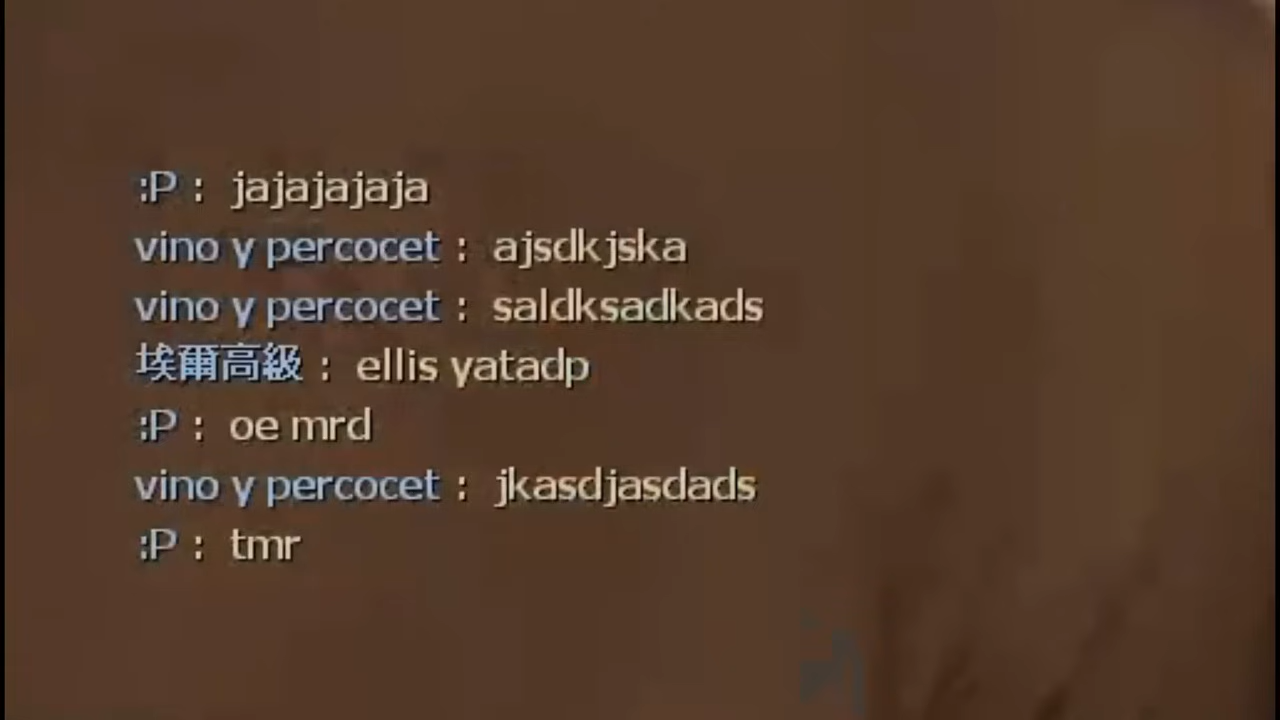 :P : jajajajaja
vino y percocet : ajsdkjska
vino y percocet : saldksadkads
埃爾高級 : ellis yatadp
:P : oe mrd
vino y percocet : jkasdjasdads
:P : tmr